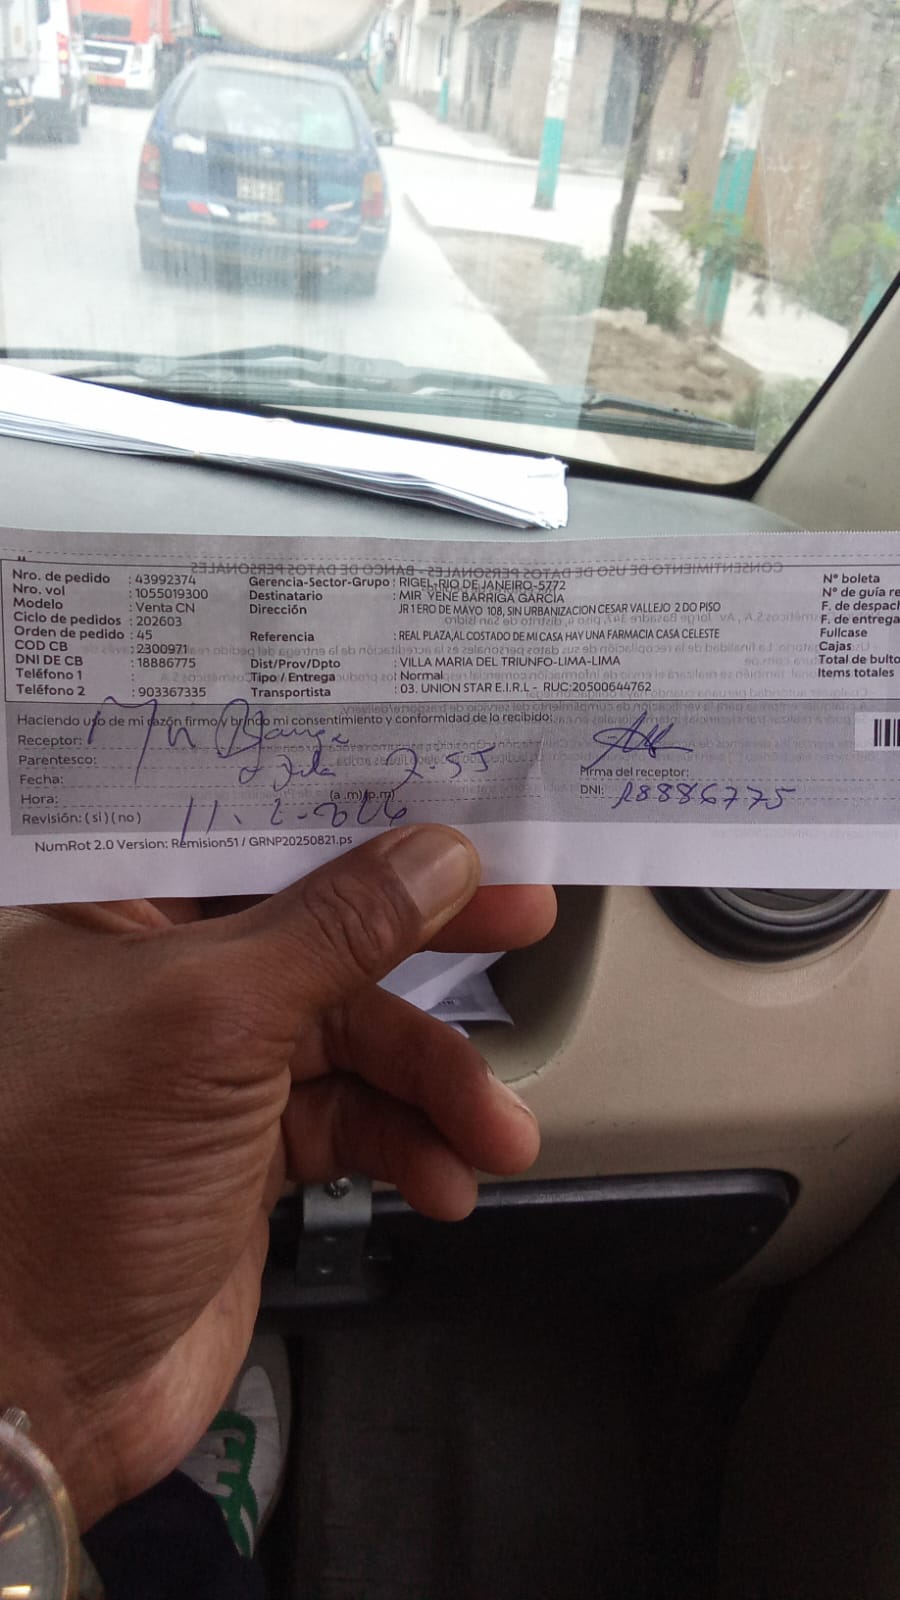 CONSENTIMIENTO DE USO DE DATOS PERSONALES - BANCO DE DATOS PERSONALES
Nro. de pedido : 43992374
Nro. vol : 1055019300
Modelo : Venta CN
Ciclo de pedidos : 202603
Orden de pedido : 45
COD CB : 2300971
DNI DE CB : 18886775
Teléfono 1 :
Teléfono 2 : 903367335
Gerencia-Sector-Grupo : RIGEL-RIO DE JANEIRO-5772
Destinatario : MIR YENE BARRIGA GARCIA
Dirección JR 1 ERO DE MAYO 108, SIN URBANIZACION CESAR VALLEJO 2 DO PISO
Referencia : REAL PLAZA,AL COSTADO DE MI CASA HAY UNA FARMACIA CASA CELESTE
Dist/Prov/Dpto : VILLA MARIA DEL TRIUNFO-LIMA-LIMA
Tipo / Entrega : Normal
Transportista : 03. UNION STAR E.I.R.L - RUC:20500644762
N° boleta
N° de guía re
F. de despach
F. de entrega
Fullcase
Cajas
Total de bulto
Items totales
Haciendo uso de mi razón firmo y brindo mi consentimiento y conformidad de lo recibido:
Receptor:
Parentesco:
Fecha: 2-55
Hora: (a.m)(p.m)
Revisión: (si) (no) 11.2-2026
Firma del receptor:
DNI: 18886775
NumRot 2.0 Version: Remision51 / GRNP20250821.ps